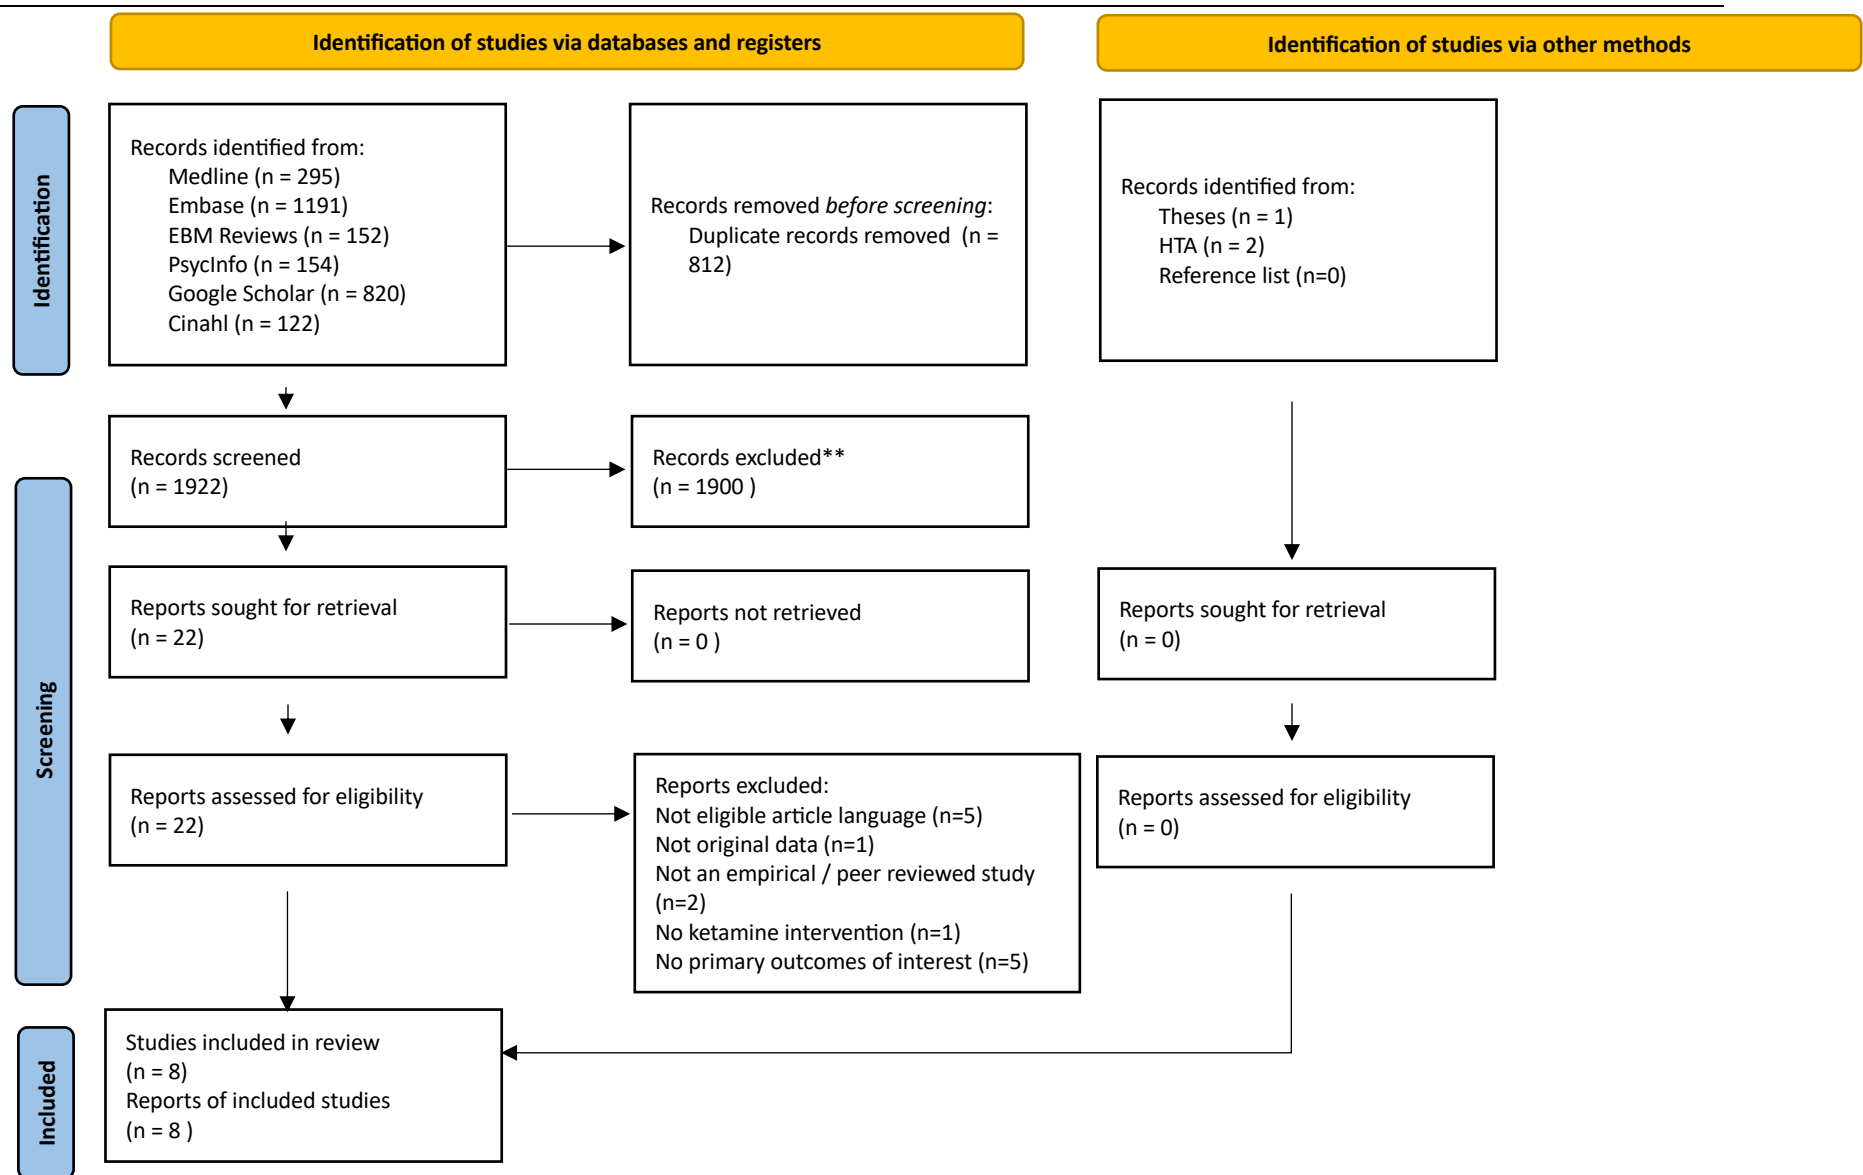 Identification of studies via databases and registers
Identification of studies via other methods
Identification
Records identified from:
Medline (n = 295)
Embase (n = 1191)
EBM Reviews (n = 152)
PsycInfo (n = 154)
Google Scholar (n = 820)
Cinahl (n = 122)
Records removed before screening:
Duplicate records removed  (n =
812)
Records identified from:
Theses (n = 1)
HTA (n = 2)
Reference list (n=0)
Screening
Records screened
(n = 1922)
Records excluded**
(n = 1900 )
Reports sought for retrieval
(n = 22)
Reports not retrieved
(n = 0 )
Reports sought for retrieval
(n = 0)
Reports assessed for eligibility
(n = 22)
Reports excluded:
Not eligible article language (n=5)
Not original data (n=1)
Not an empirical / peer reviewed study
(n=2)
No ketamine intervention (n=1)
No primary outcomes of interest (n=5)
Reports assessed for eligibility
(n = 0)
Included
Studies included in review
(n = 8)
Reports of included studies
(n = 8 )